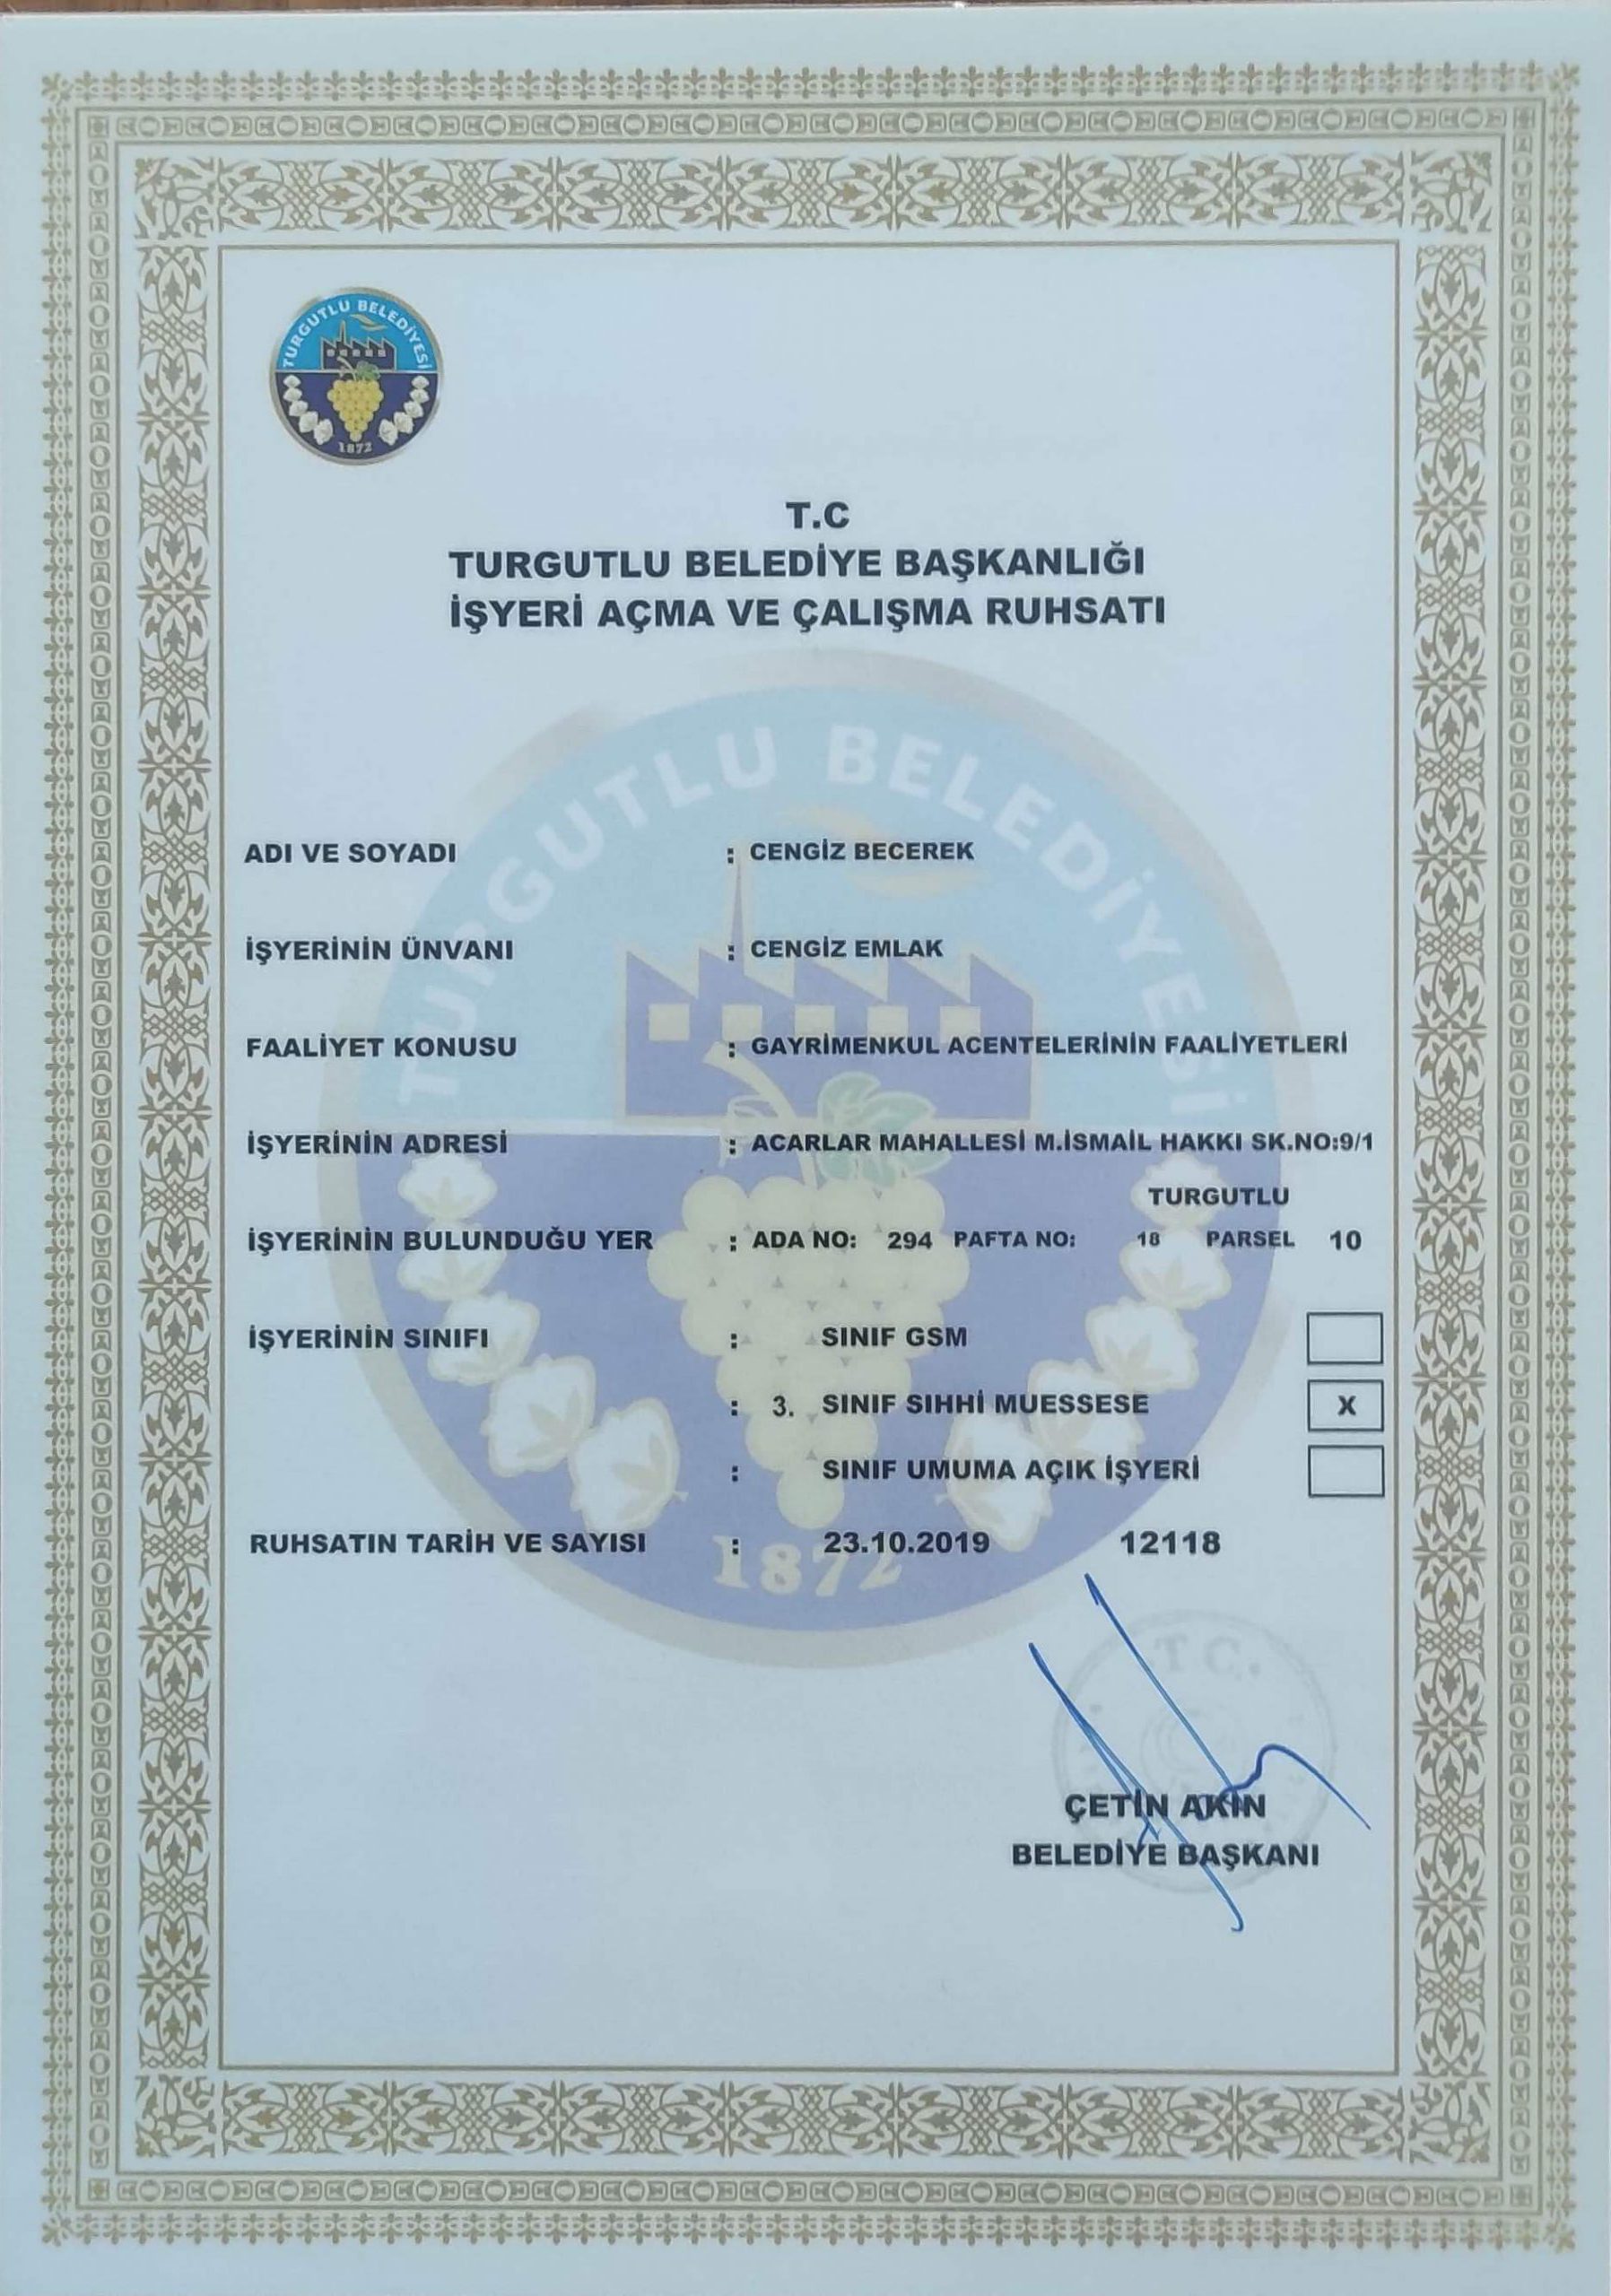 TURGUTLU BELEDİYESİ
1872
T.C
TURGUTLU BELEDİYE BAŞKANLIĞI
İŞYERİ AÇMA VE ÇALIŞMA RUHSATI
TURGUTLU BELEDİYESİ
ADI VE SOYADI : CENGİZ BECEREK
İŞYERİNİN ÜNVANI : CENGİZ EMLAK
FAALİYET KONUSU : GAYRİMENKUL ACENTELERİNİN FAALİYETLERİ
İŞYERİNİN ADRESİ : ACARLAR MAHALLESİ M.İSMAİL HAKKI SK.NO:9/1
TURGUTLU
İŞYERİNİN BULUNDUĞU YER : ADA NO: 294 PAFTA NO: 18 PARSEL 10
İŞYERİNİN SINIFI : SINIF GSM
: 3. SINIF SIHHİ MUESSESE X
: SINIF UMUMA AÇIK İŞYERİ
RUHSATIN TARİH VE SAYISI : 23.10.2019 12118
1872
T.C.
ÇETİN AKIN
BELEDİYE BAŞKANI